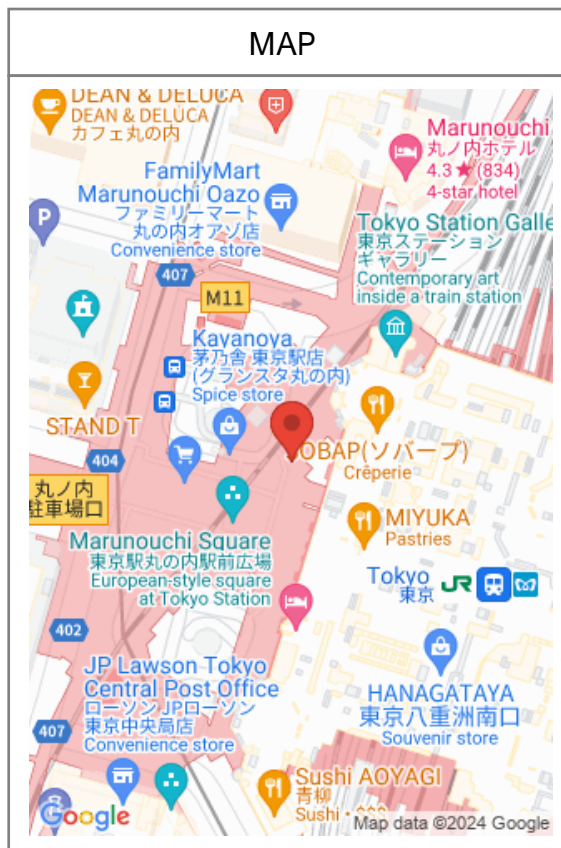 MAP
DEAN & DELUCA
DEAN & DELUCA
カフェ丸の内
Marunouchi
丸ノ内ホテル
4.3★(834)
4-star hotel
FamilyMart
Marunouchi Oazo
ファミリーマート
丸の内オアゾ店
Convenience store
P
Tokyo Station Galle
東京ステーション
ギャラリー
Contemporary art
inside a train station
407
M11
Kayanoya
茅乃舎 東京駅店
(グランスタ丸の内)
Spice store
STAND T
SOBAP(ソバープ)
Crêperie
404
丸ノ内
駐車場口
MIYUKA
Pastries
Marunouchi Square
東京駅丸の内駅前広場
European-style square
at Tokyo Station
Tokyo
東京
JR
402
JP Lawson Tokyo
Central Post Office
ローソン JPローソン
東京中央局店
Convenience store
HANAGATAYA
東京八重洲南口
Souvenir store
407
Sushi AOYAGI
青柳
Sushi · $$$
Google
Map data ©2024 Google